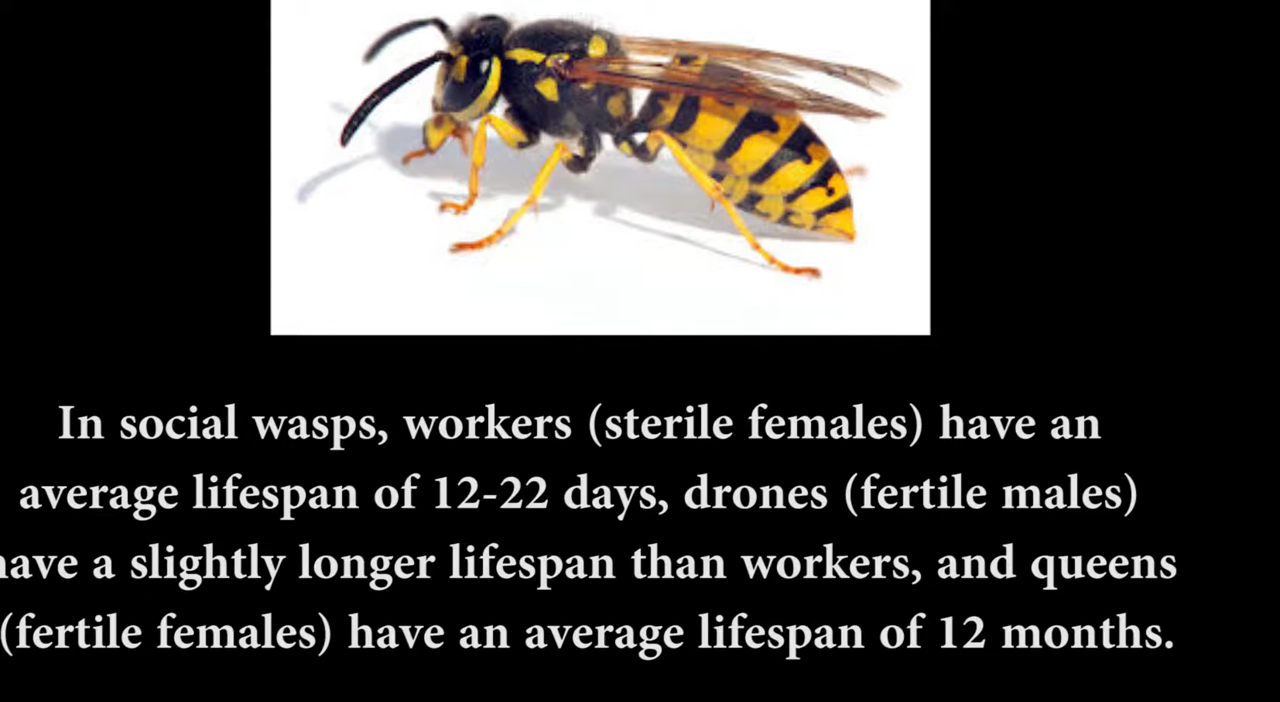 In social wasps, workers (sterile females) have an
average lifespan of 12-22 days, drones (fertile males)
have a slightly longer lifespan than workers, and queens
(fertile females) have an average lifespan of 12 months.